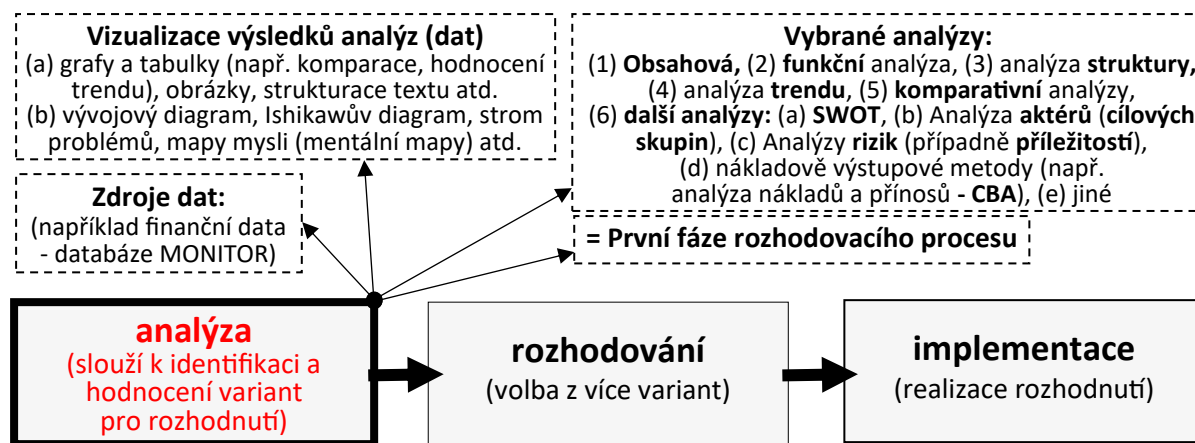 Vizualizace výsledků analýz (dat)
(a) grafy a tabulky (např. komparace, hodnocení
trendu), obrázky, strukturace textu atd.
(b) vývojový diagram, Ishikawův diagram, strom
problémů, mapy mysli (mentální mapy) atd.
Vybrané analýzy:
(1) Obsahová, (2) funkční analýza, (3) analýza struktury,
(4) analýza trendu, (5) komparativní analýzy,
(6) další analýzy: (a) SWOT, (b) Analýza aktérů (cílových
skupin), (c) Analýzy rizik (případně příležitostí),
(d) nákladově výstupové metody (např.
analýza nákladů a přínosů - CBA), (e) jiné
Zdroje dat:
(například finanční data
- databáze MONITOR)
= První fáze rozhodovacího procesu
analýza
(slouží k identifikaci a
hodnocení variant
pro rozhodnutí)
rozhodování
(volba z více variant)
implementace
(realizace rozhodnutí)